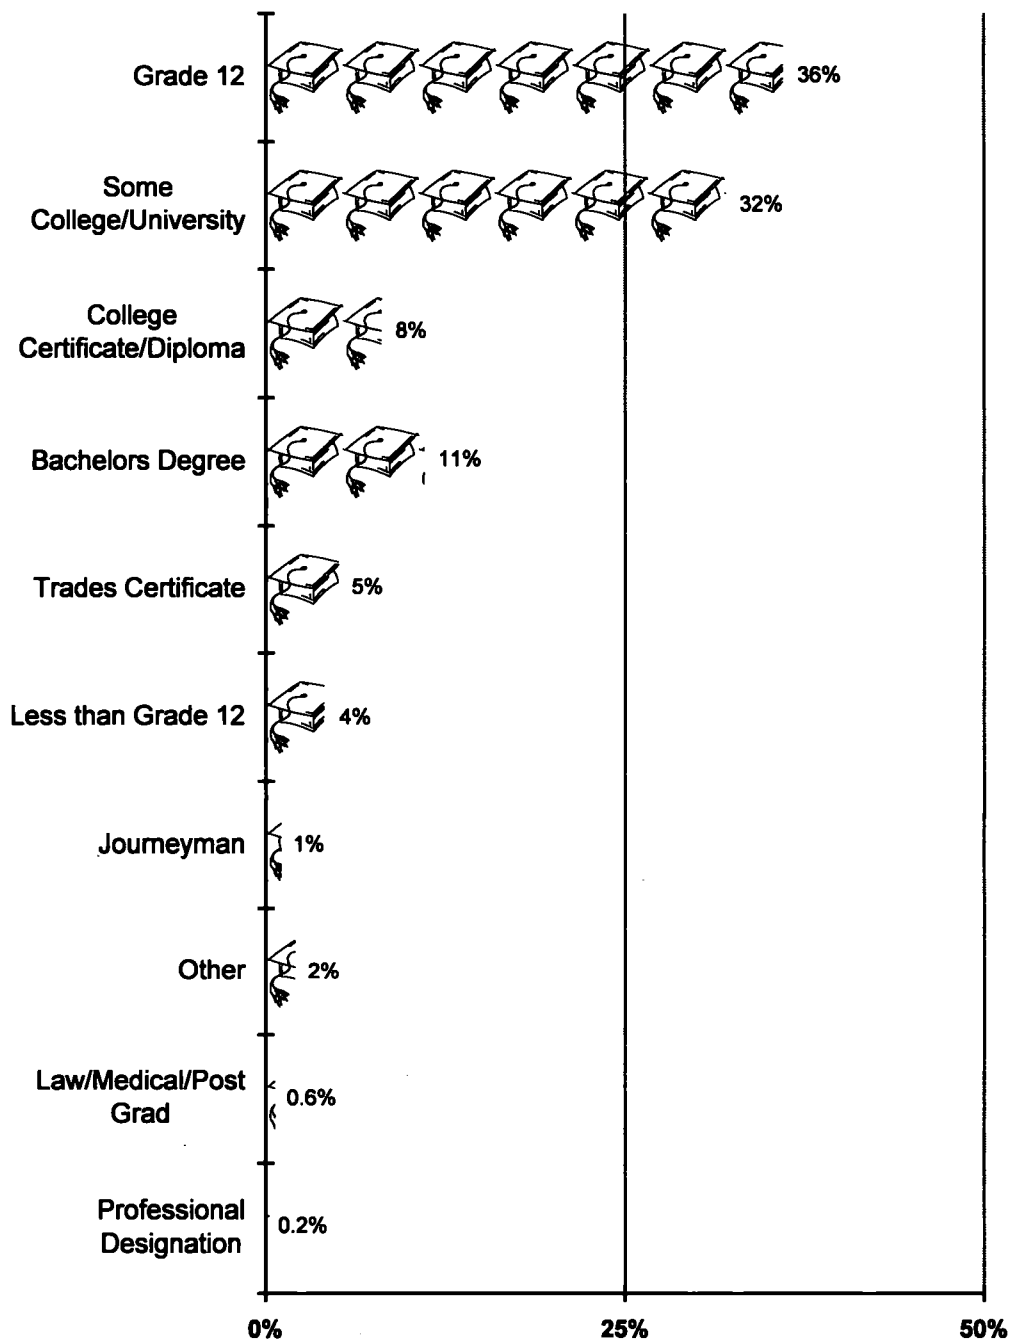 Grade 12
36%
Some
College/University
32%
College
Certificate/Diploma
8%
Bachelors Degree
11%
Trades Certificate
5%
Less than Grade 12
4%
Journeyman
1%
Other
2%
Law/Medical/Post
Grad
0.6%
Professional
Designation
0.2%
0%
25%
50%